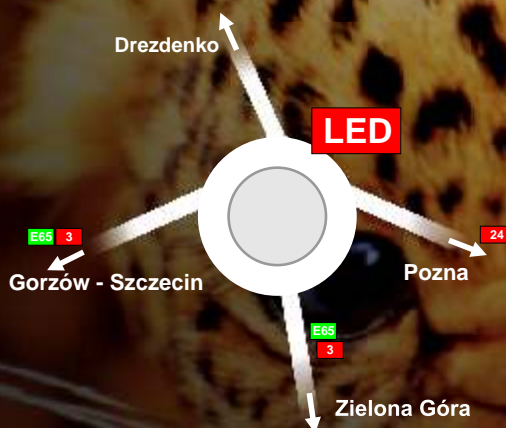 Drezdenko
LED
E65 3
24
Gorzów - Szczecin
Pozna
E65
3
Zielona Góra